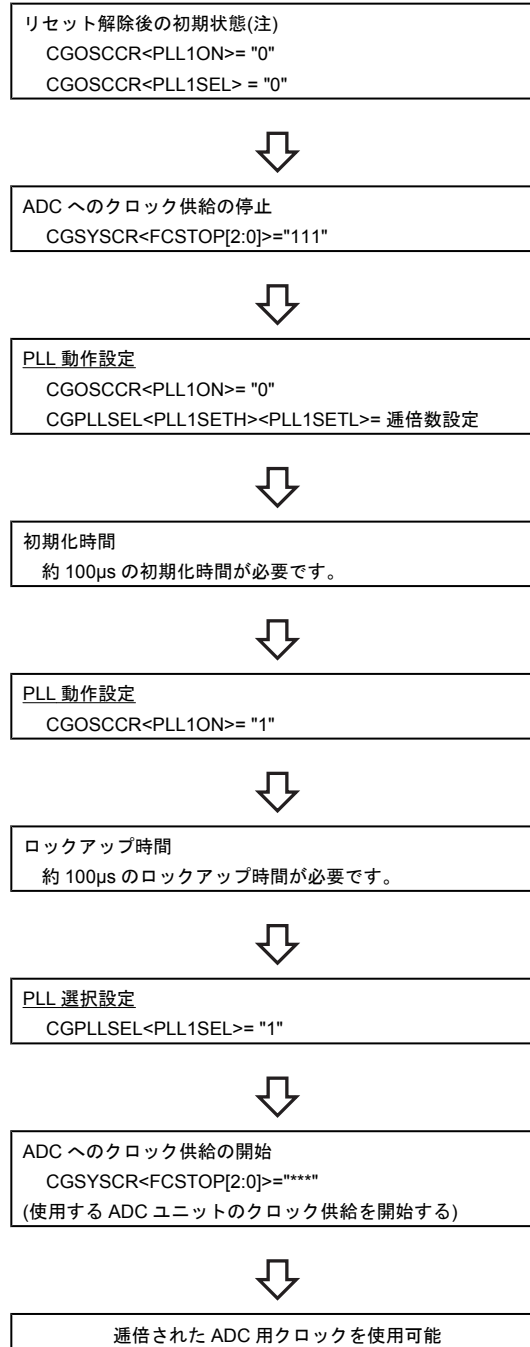 リセット解除後の初期状態(注)
CGOSCCR<PLL1ON>= "0"
CGOSCCR<PLL1SEL> = "0"
ADC へのクロック供給の停止
CGSYSCR<FCSTOP[2:0]>="111"
PLL 動作設定
CGOSCCR<PLL1ON>= "0"
CGPLLSEL<PLL1SETH><PLL1SETL>= 逓倍数設定
初期化時間
約 100μs の初期化時間が必要です。
PLL 動作設定
CGOSCCR<PLL1ON>= "1"
ロックアップ時間
約 100μs のロックアップ時間が必要です。
PLL 選択設定
CGPLLSEL<PLL1SEL>= "1"
ADC へのクロック供給の開始
CGSYSCR<FCSTOP[2:0]>="***"
(使用する ADC ユニットのクロック供給を開始する)
逓倍された ADC 用クロックを使用可能